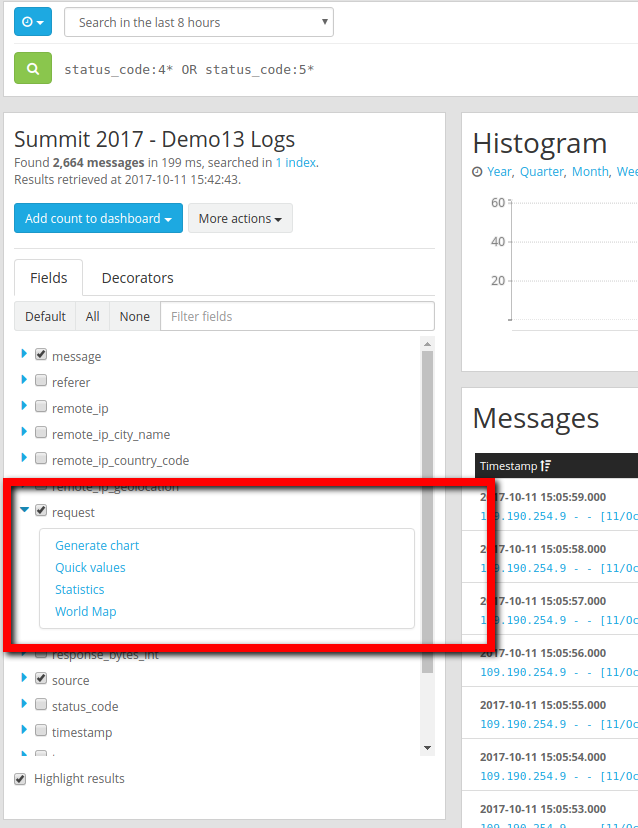 Search in the last 8 hours
status_code:4* OR status_code:5*
Summit 2017 - Demo13 Logs
Found 2,664 messages in 199 ms, searched in 1 index.
Results retrieved at 2017-10-11 15:42:43.
Add count to dashboard
More actions
Fields
Decorators
Default
All
None
Filter fields
message
referer
remote_ip
remote_ip_city_name
remote_ip_country_code
remote_ip_geolocation
request
Generate chart
Quick values
Statistics
World Map
response_bytes_int
source
status_code
timestamp
Highlight results
Histogram
Year, Quarter, Month, Wee
60
40
20
Messages
Timestamp
2017-10-11 15:05:59.000
109.190.254.9 - - [11/Oc
2017-10-11 15:05:58.000
109.190.254.9 - - [11/Oc
2017-10-11 15:05:57.000
109.190.254.9 - - [11/Oc
2017-10-11 15:05:56.000
109.190.254.9 - - [11/Oc
2017-10-11 15:05:55.000
109.190.254.9 - - [11/Oc
2017-10-11 15:05:54.000
109.190.254.9 - - [11/Oc
2017-10-11 15:05:53.000
109.190.254.9 - - [11/Oc